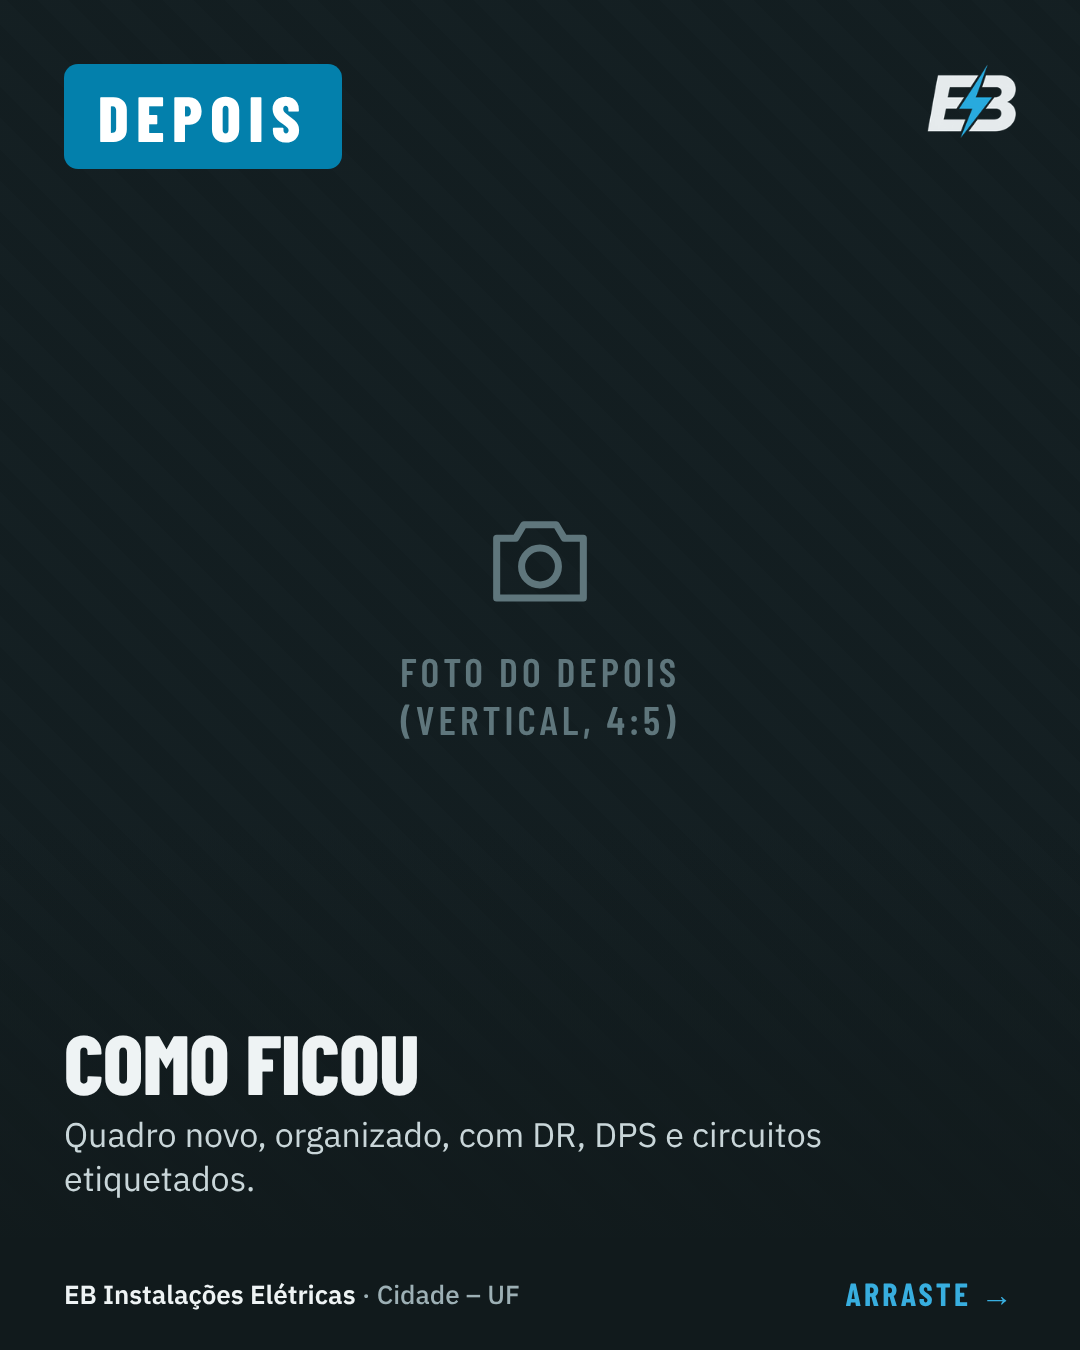 DEPOIS
EB
FOTO DO DEPOIS
(VERTICAL, 4:5)
COMO FICOU
Quadro novo, organizado, com DR, DPS e circuitos
etiquetados.
EB Instalações Elétricas · Cidade – UF
ARRASTE →